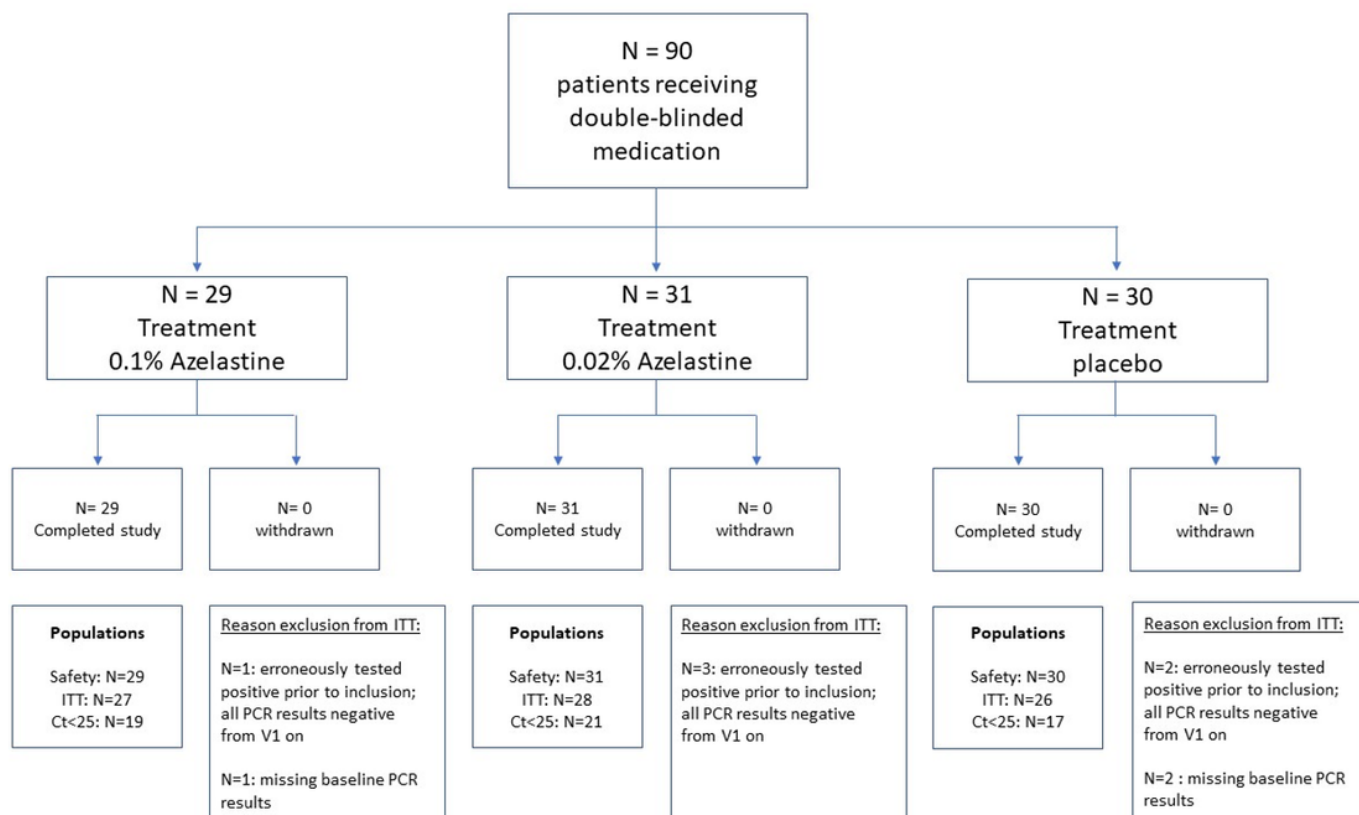 N = 90
patients receiving
double-blinded
medication
N = 29
Treatment
0.1% Azelastine
N = 31
Treatment
0.02% Azelastine
N = 30
Treatment
placebo
N= 29
Completed study
N= 0
withdrawn
N= 31
Completed study
N= 0
withdrawn
N= 30
Completed study
N= 0
withdrawn
Populations
Safety: N=29
ITT: N=27
Ct<25: N=19
Reason exclusion from ITT:
N=1: erroneously tested
positive prior to inclusion;
all PCR results negative
from V1 on
N=1: missing baseline PCR
results
Populations
Safety: N=31
ITT: N=28
Ct<25: N=21
Reason exclusion from ITT:
N=3: erroneously tested
positive prior to inclusion;
all PCR results negative
from V1 on
Populations
Safety: N=30
ITT: N=26
Ct<25: N=17
Reason exclusion from ITT:
N=2: erroneously tested
positive prior to inclusion;
all PCR results negative
from V1 on
N=2 : missing baseline PCR
results